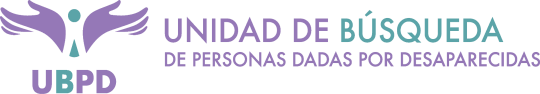 UBPD
UNIDAD DE BÚSQUEDA
DE PERSONAS DADAS POR DESAPARECIDAS